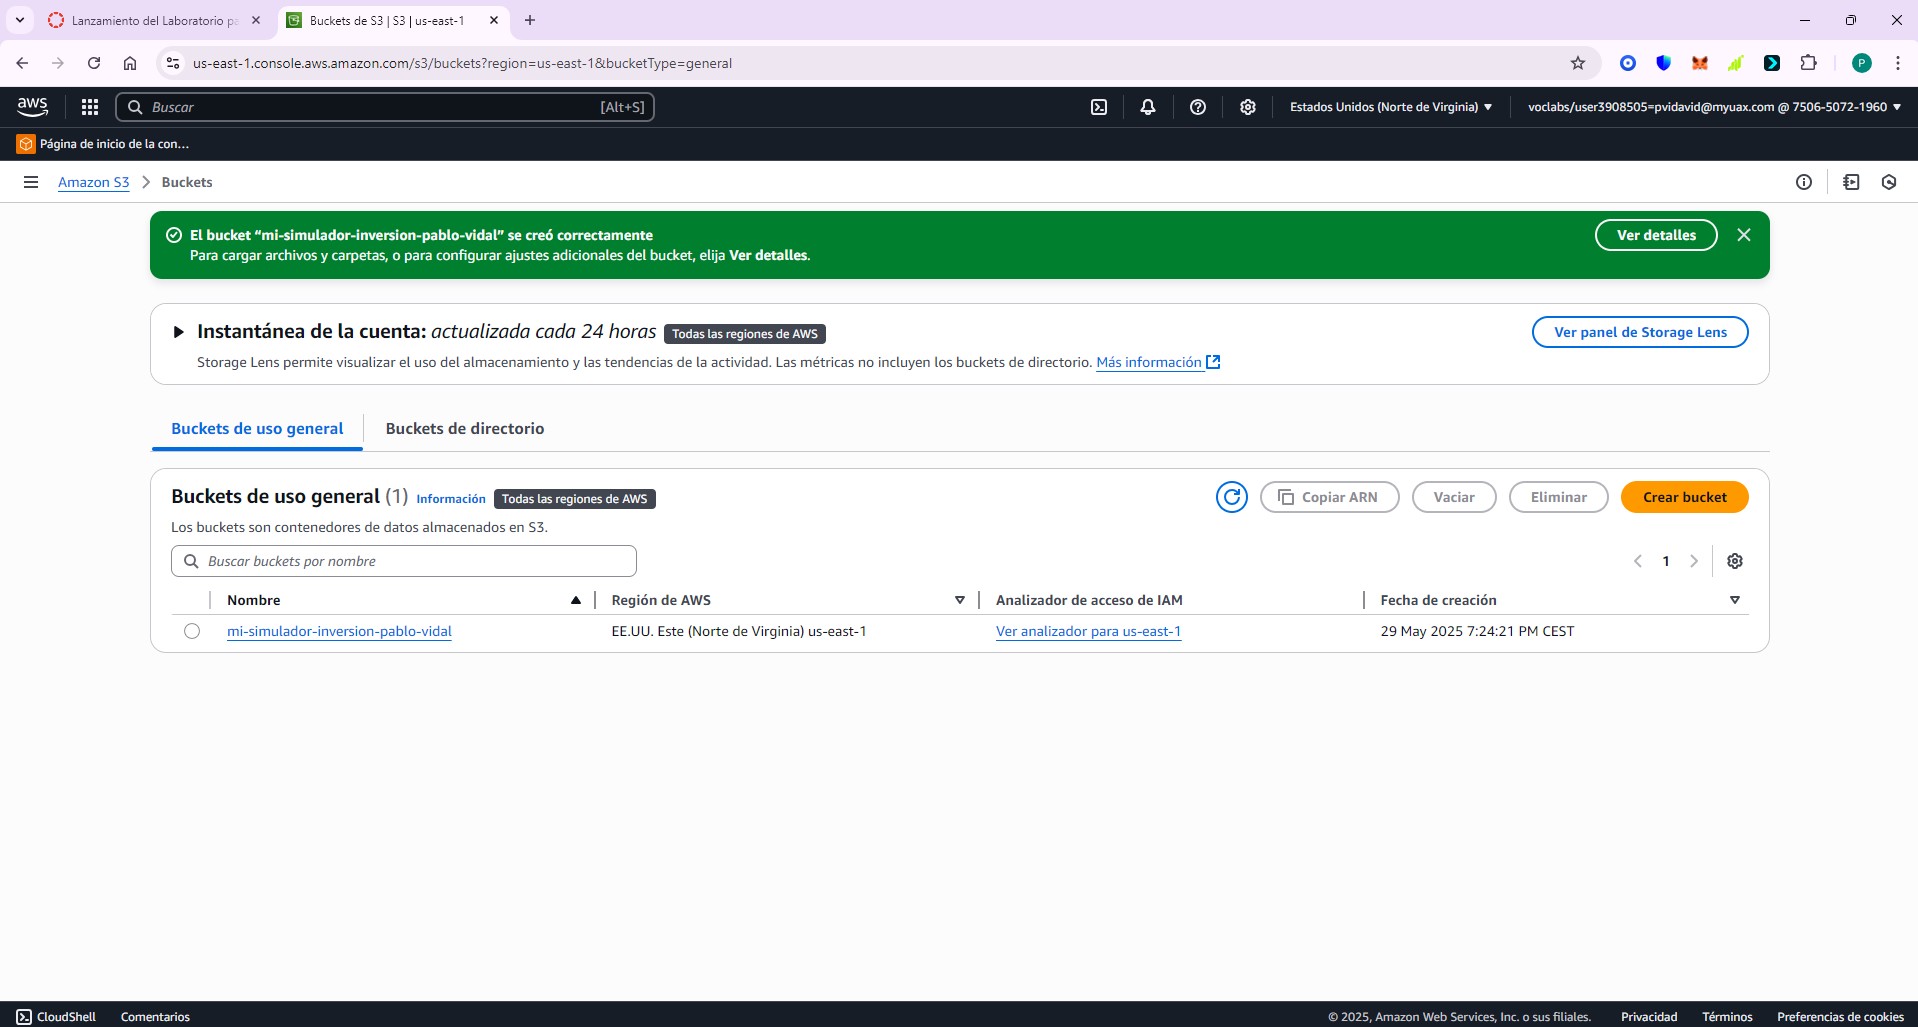 Lanzamiento del Laboratorio pa
Buckets de S3 | S3 | us-east-1
us-east-1.console.aws.amazon.com/s3/buckets?region=us-east-1&bucketType=general
P
aws
Buscar
[Alt+S]
Estados Unidos (Norte de Virginia)
voclabs/user3908505=pvidavid@myuax.com @ 7506-5072-1960
Página de inicio de la con...
Amazon S3
Buckets
El bucket “mi-simulador-inversion-pablo-vidal” se creó correctamente
Para cargar archivos y carpetas, o para configurar ajustes adicionales del bucket, elija Ver detalles.
Ver detalles
Instantánea de la cuenta: actualizada cada 24 horas
Todas las regiones de AWS
Ver panel de Storage Lens
Storage Lens permite visualizar el uso del almacenamiento y las tendencias de la actividad. Las métricas no incluyen los buckets de directorio. Más información
Buckets de uso general
Buckets de directorio
Buckets de uso general (1)
Información
Todas las regiones de AWS
Copiar ARN
Vaciar
Eliminar
Crear bucket
Los buckets son contenedores de datos almacenados en S3.
Buscar buckets por nombre
1
Nombre
Región de AWS
Analizador de acceso de IAM
Fecha de creación
mi-simulador-inversion-pablo-vidal
EE.UU. Este (Norte de Virginia) us-east-1
Ver analizador para us-east-1
29 May 2025 7:24:21 PM CEST
CloudShell
Comentarios
© 2025, Amazon Web Services, Inc. o sus filiales.
Privacidad
Términos
Preferencias de cookies